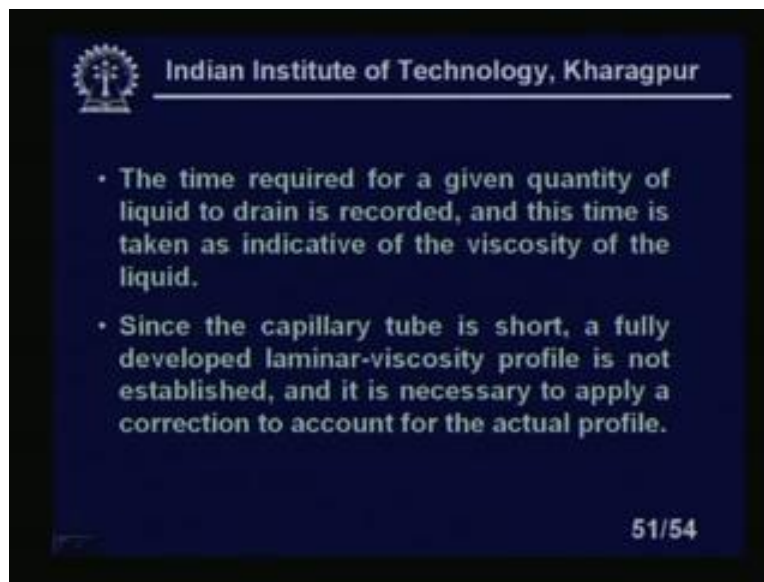 Indian Institute of Technology, Kharagpur
• The time required for a given quantity of
liquid to drain is recorded, and this time is
taken as indicative of the viscosity of the
liquid.
• Since the capillary tube is short, a fully
developed laminar-viscosity profile is not
established, and it is necessary to apply a
correction to account for the actual profile.
51/54